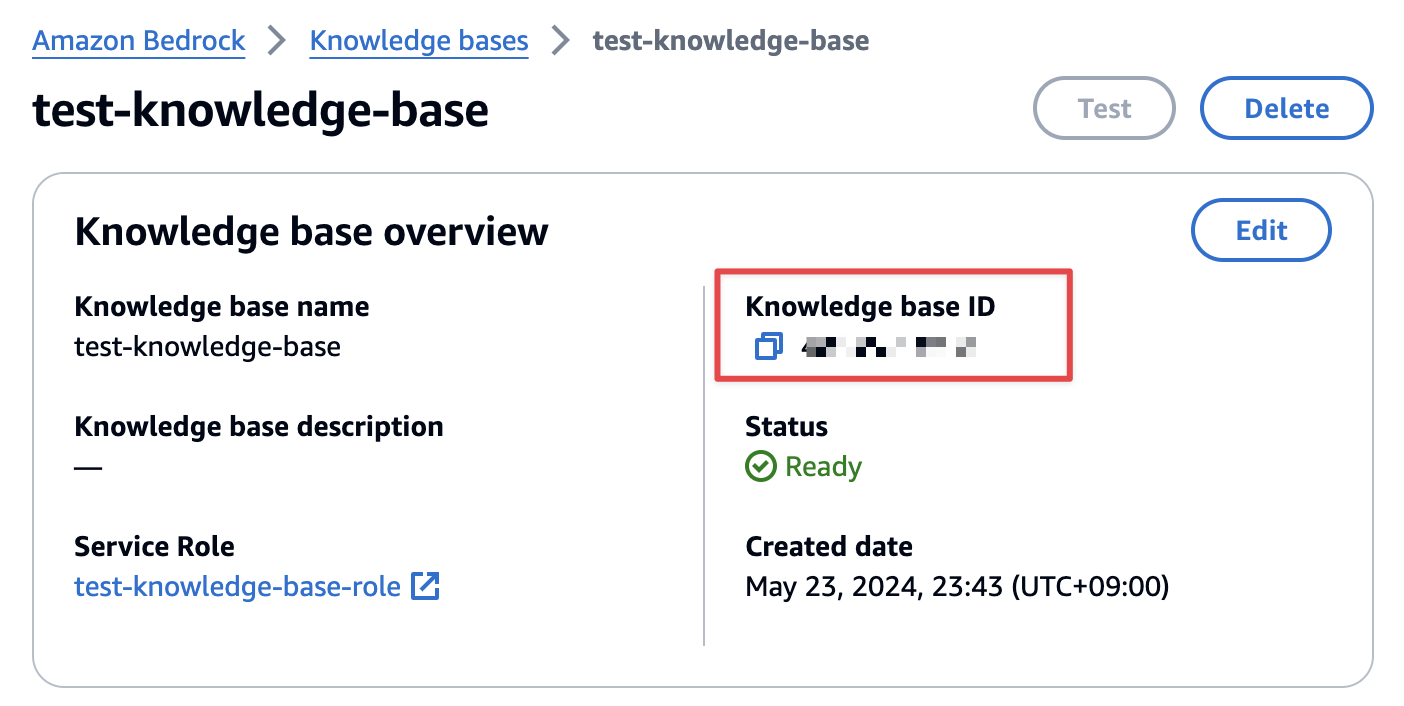 Amazon Bedrock > Knowledge bases > test-knowledge-base
test-knowledge-base
Test
Delete
Knowledge base overview
Edit
Knowledge base name
test-knowledge-base
Knowledge base ID
Knowledge base description
—
Status
Ready
Service Role
test-knowledge-base-role
Created date
May 23, 2024, 23:43 (UTC+09:00)